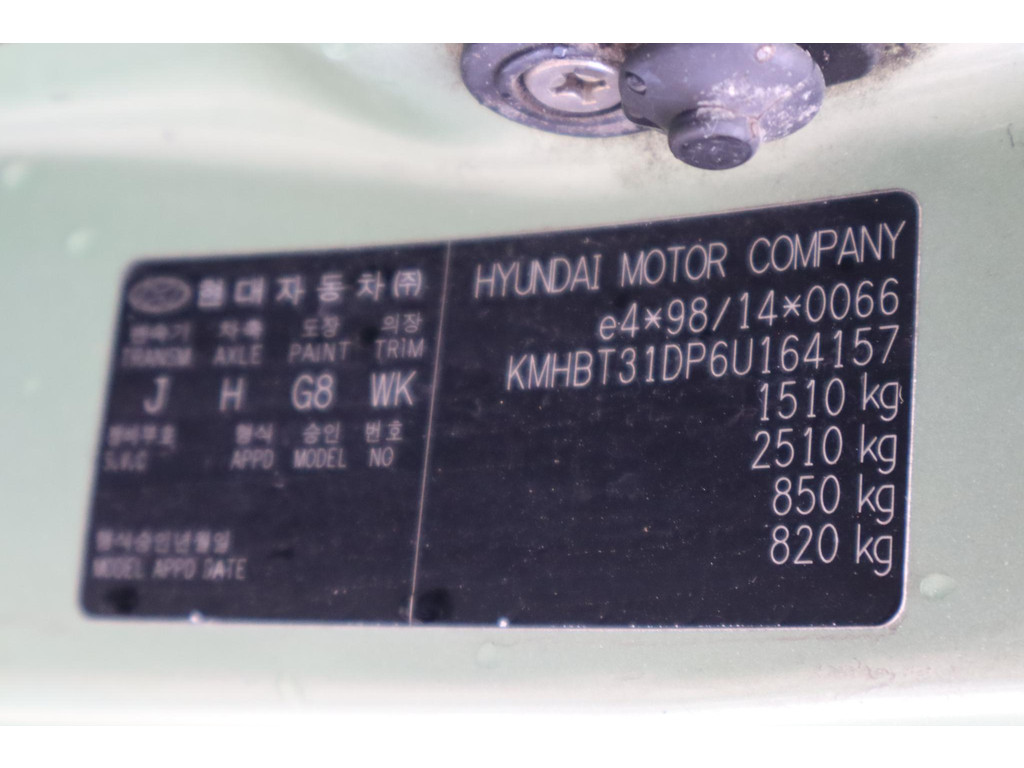 현대자동차(주)
변속기 차축 도장 의장
TRANSM AXLE PAINT TRIM
J H G8 WK
형식 승인 번호
S.V.C APPD MODEL NO
형식승인년월일
MODEL APPD DATE
HYUNDAI MOTOR COMPANY
e4*98/14*0066
KMHBT31DP6U164157
1510 kg
2510 kg
850 kg
820 kg